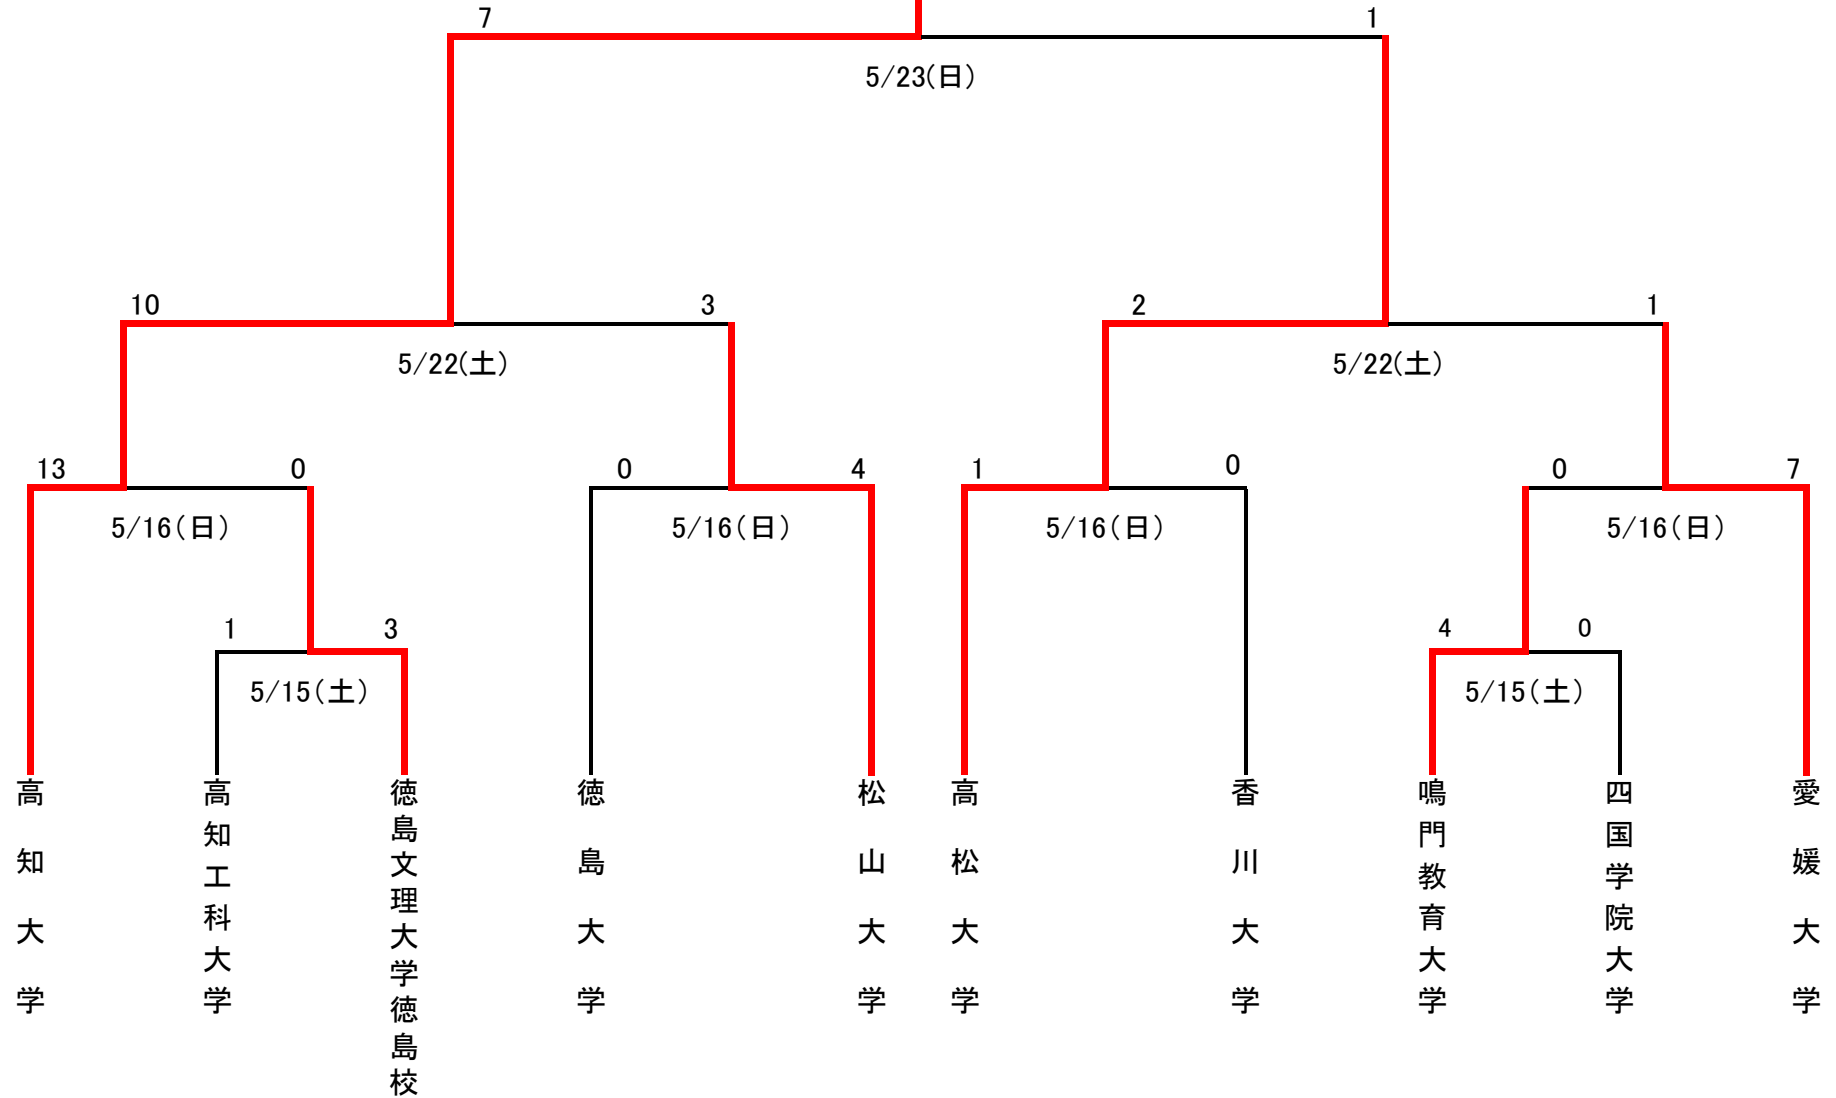 7 1
5/23(日)
10 3 2 1
5/22(土) 5/22(土)
13 0 0 4 1 0 0 7
5/16(日) 5/16(日) 5/16(日) 5/16(日)
1 3 4 0
5/15(土) 5/15(土)
高知大学
高知工科大学
徳島文理大学徳島校
徳島大学
松山大学
高松大学
香川大学
鳴門教育大学
四国学院大学
愛媛大学